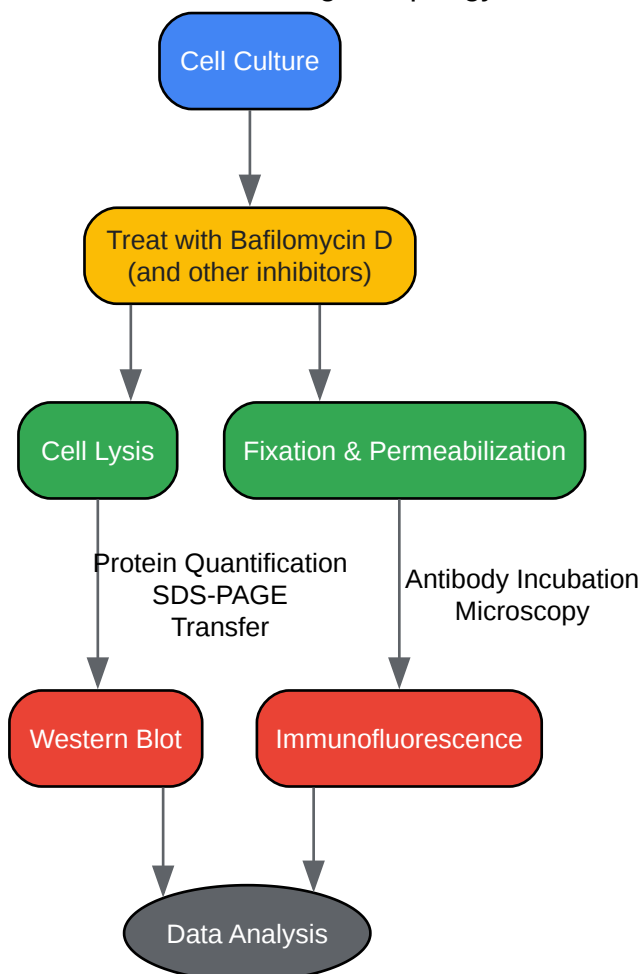 Cell Culture
Treat with Bafilomycin D
(and other inhibitors)
Cell Lysis
Fixation & Permeabilization
Protein Quantification
SDS-PAGE
Transfer
Antibody Incubation
Microscopy
Western Blot
Immunofluorescence
Data Analysis